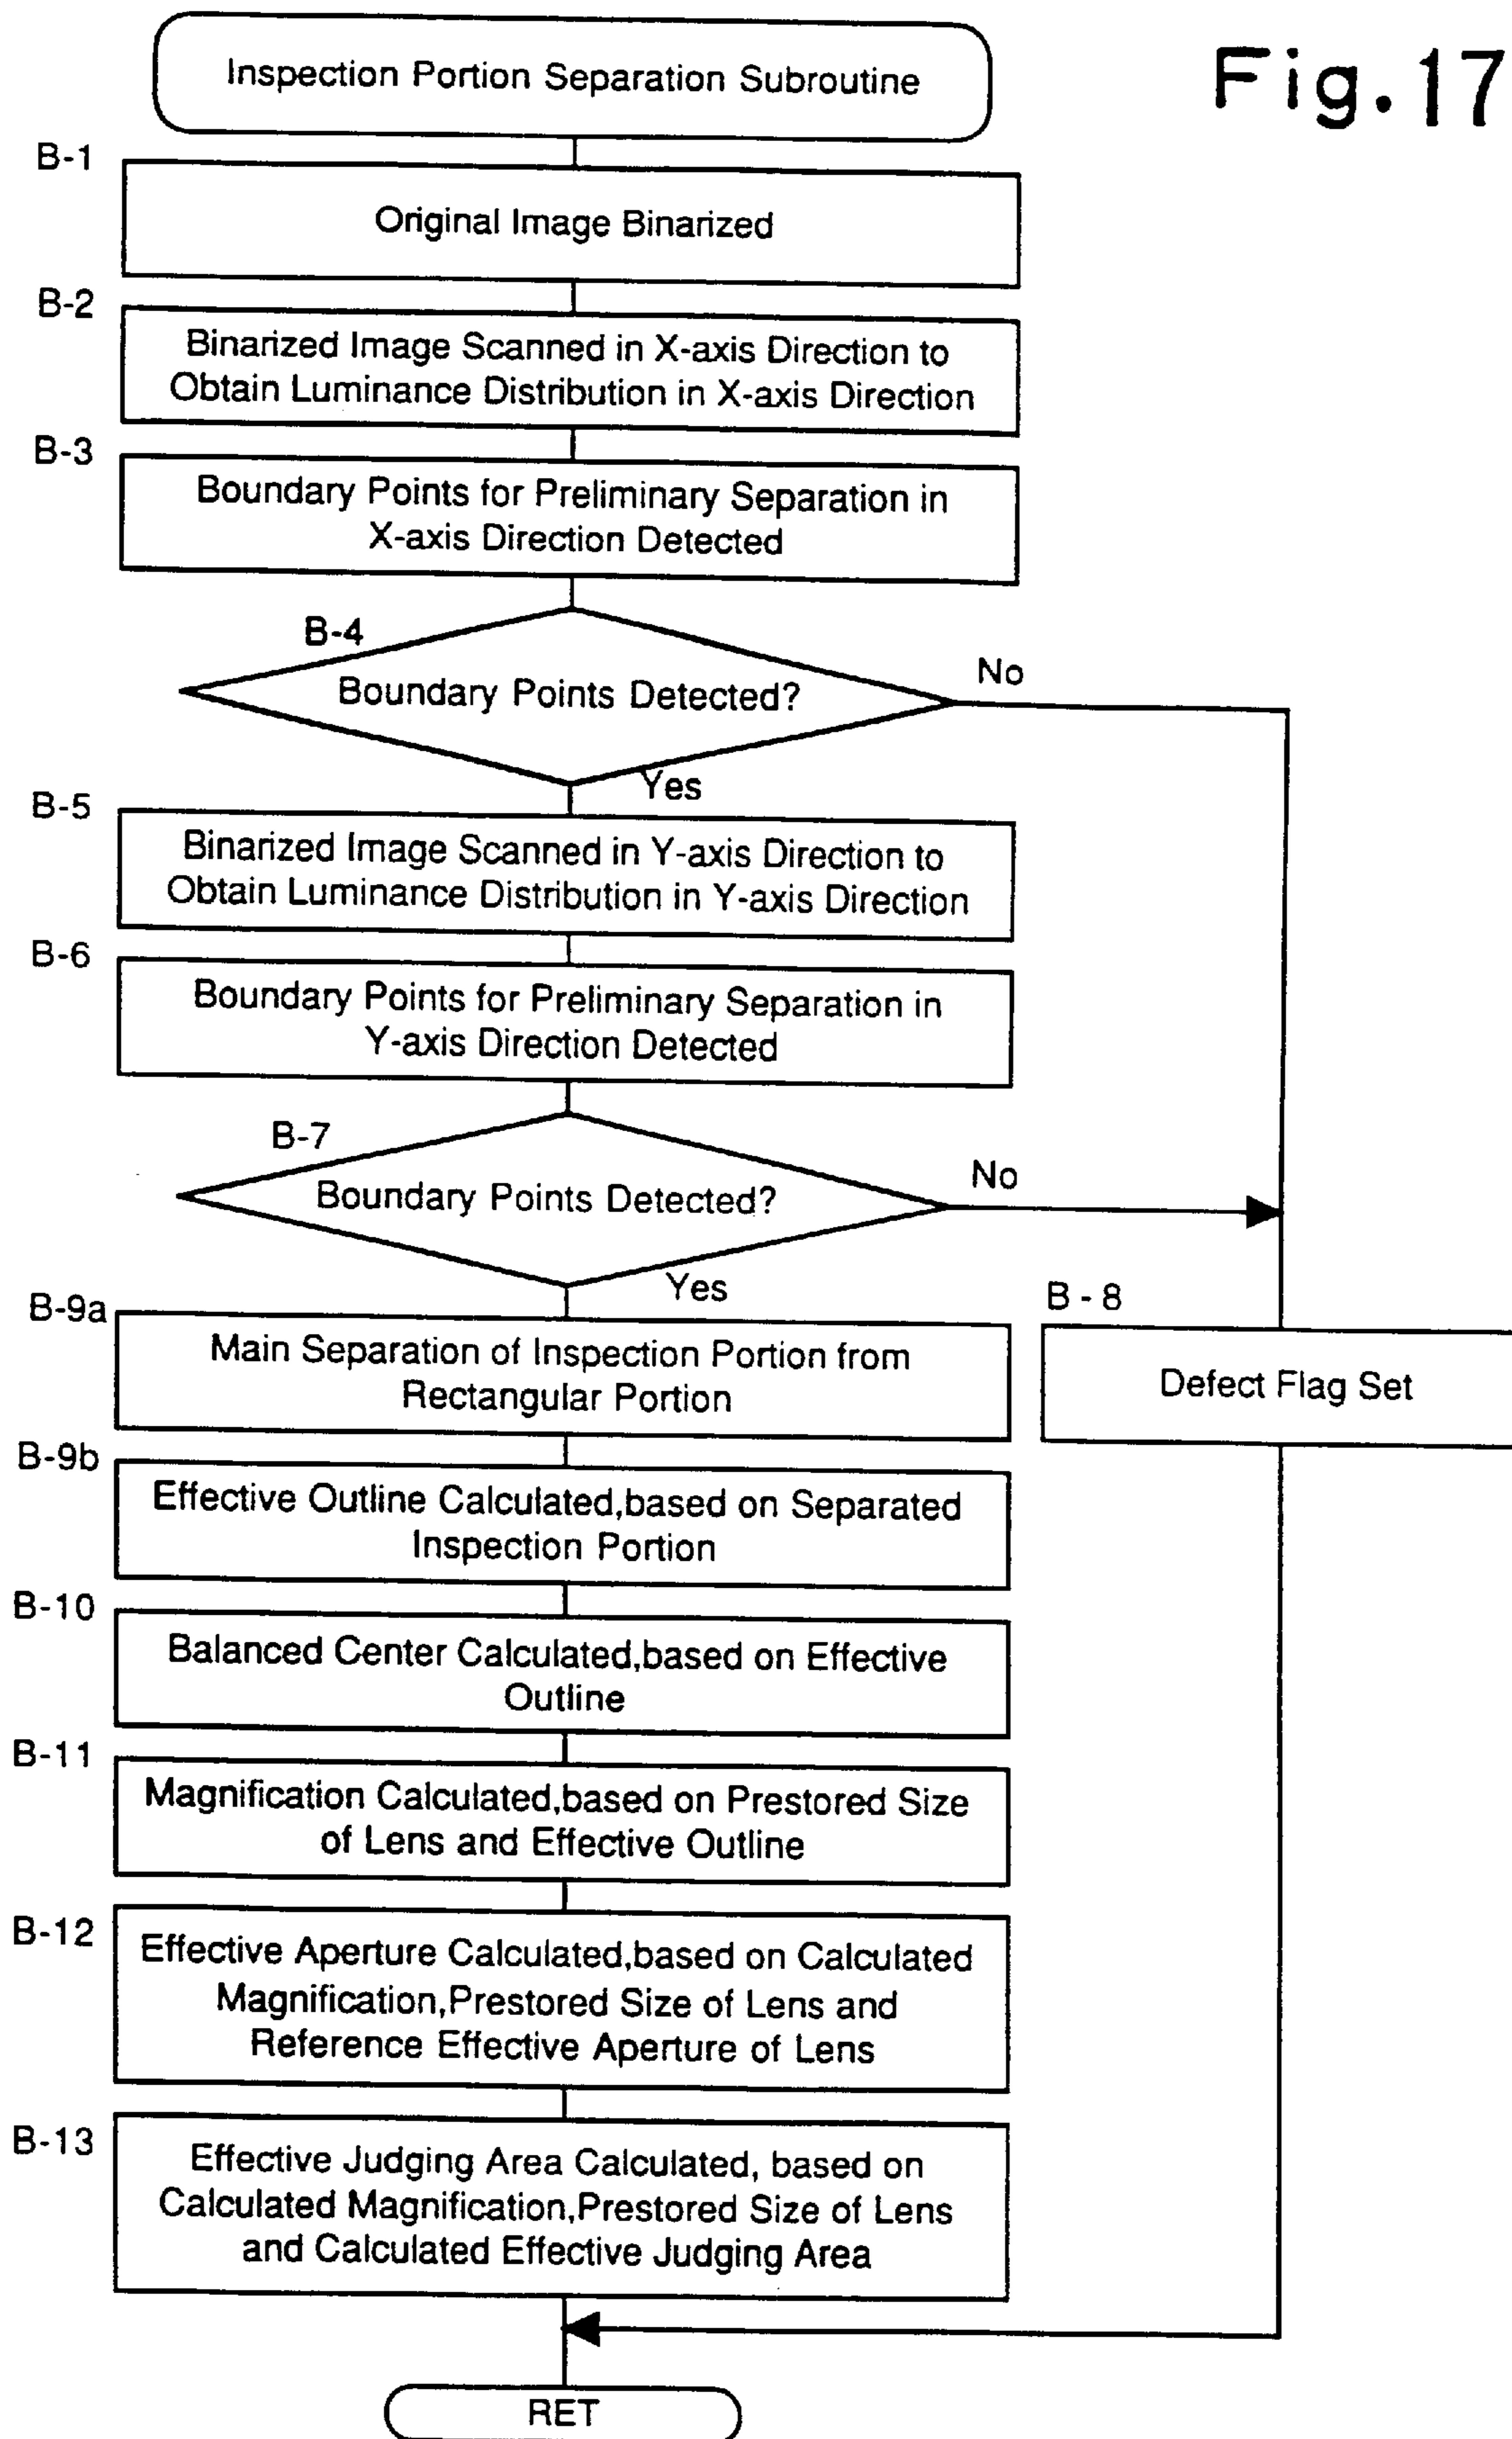 Fig.17
Inspection Portion Separation Subroutine
B-1
Original Image Binarized
B-2
Binarized Image Scanned in X-axis Direction to
Obtain Luminance Distribution in X-axis Direction
B-3
Boundary Points for Preliminary Separation in
X-axis Direction Detected
B-4
Boundary Points Detected?
No
Yes
B-5
Binarized Image Scanned in Y-axis Direction to
Obtain Luminance Distribution in Y-axis Direction
B-6
Boundary Points for Preliminary Separation in
Y-axis Direction Detected
B-7
Boundary Points Detected?
No
Yes
B-8
Defect Flag Set
B-9a
Main Separation of Inspection Portion from
Rectangular Portion
B-9b
Effective Outline Calculated,based on Separated
Inspection Portion
B-10
Balanced Center Calculated,based on Effective
Outline
B-11
Magnification Calculated,based on Prestored Size
of Lens and Effective Outline
B-12
Effective Aperture Calculated,based on Calculated
Magnification,Prestored Size of Lens and
Reference Effective Aperture of Lens
B-13
Effective Judging Area Calculated, based on
Calculated Magnification,Prestored Size of Lens
and Calculated Effective Judging Area
RET